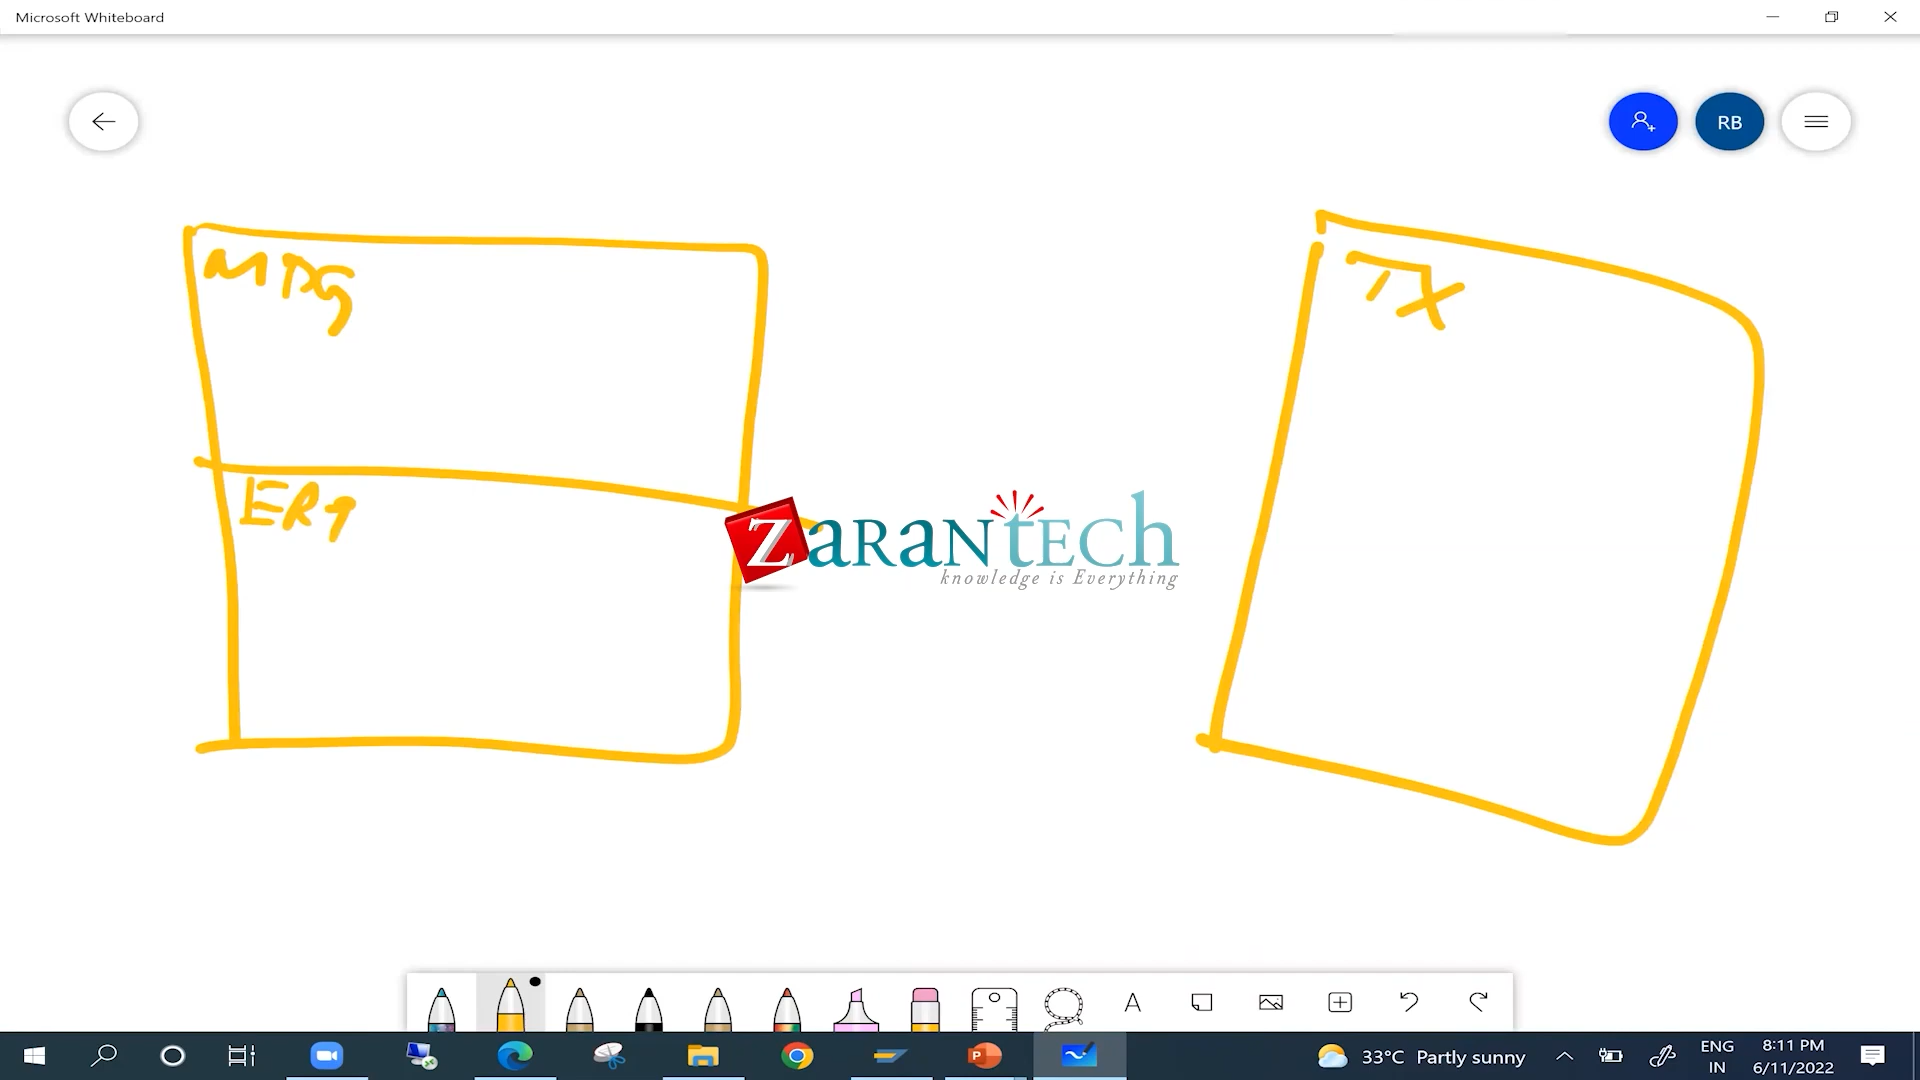 Microsoft Whiteboard
RB
MDG
TX
ERP
ZaranTech
knowledge is Everything
A
33°C Partly sunny
ENG
IN
8:11 PM
6/11/2022